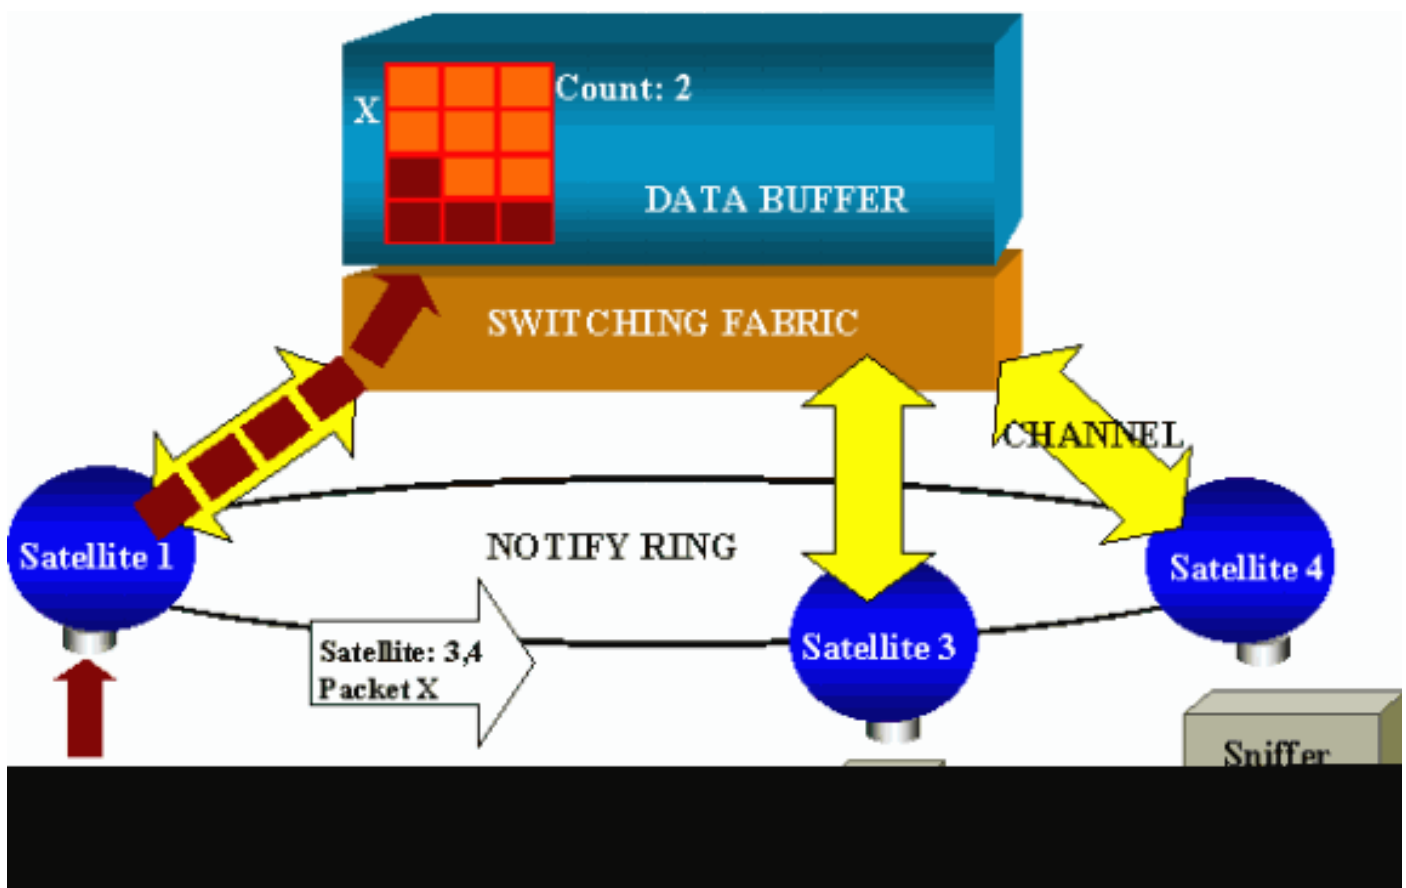 Count: 2
X
DATA BUFFER
SWITCHING FABRIC
CHANNEL
NOTIFY RING
Satellite 1
Satellite 4
Satellite: 3,4
Packet X
Satellite 3
Sniffer